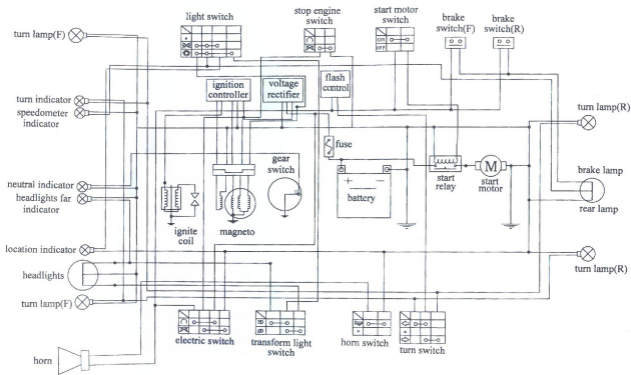 light switch
stop engine
switch
start motor
switch
brake
switch(F)
brake
switch(R)
turn lamp(F)
ignition
controller
voltage
rectifier
flash
control
turn indicator
speedometer
indicator
turn lamp(R)
fuse
gear
switch
M
start
relay
start
motor
brake lamp
rear lamp
neutral indicator
headlights far
indicator
battery
ignite
coil
magneto
location indicator
headlights
turn lamp(R)
turn lamp(F)
electric switch
transform light
switch
horn switch
turn switch
horn